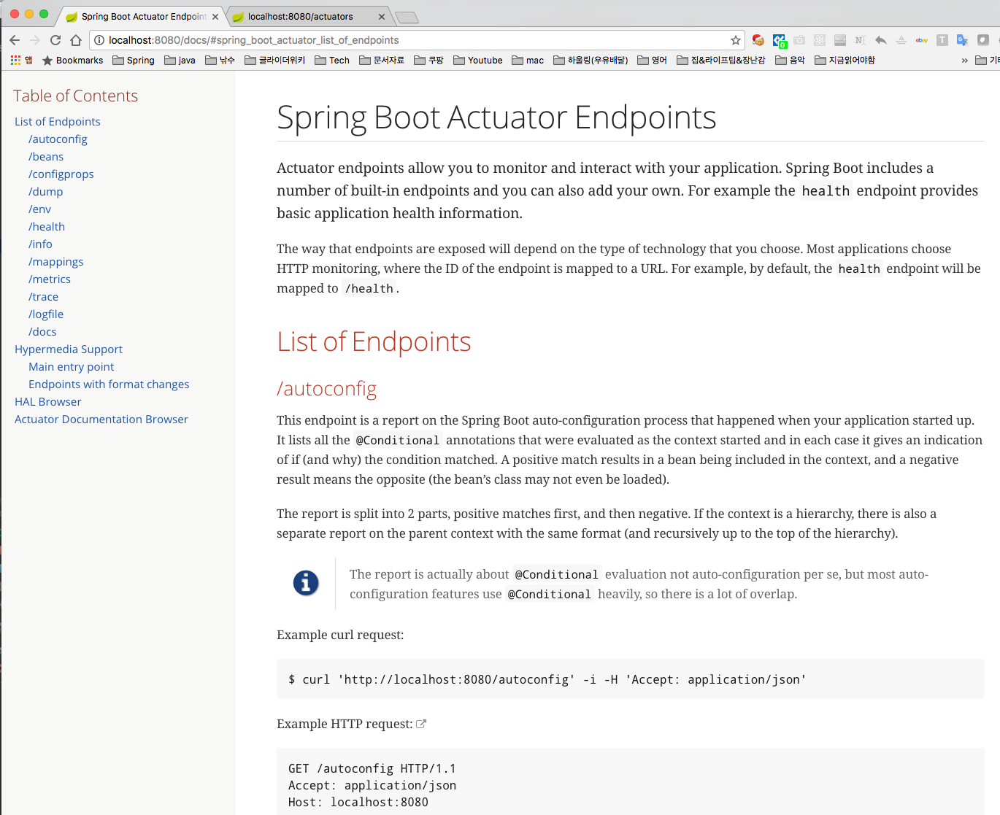 Spring Boot Actuator Endpoint
localhost:8080/actuators
localhost:8080/docs/#spring_boot_actuator_list_of_endpoints
앱 Bookmarks Spring java 낚수 글라이더위키 Tech 문서자료 쿠팡 Youtube mac 하울링(우유배달) 영어 집&라이프팁&장난감 음악 지금읽어야함 »
Table of Contents
List of Endpoints
/autoconfig
/beans
/configprops
/dump
/env
/health
/info
/mappings
/metrics
/trace
/logfile
/docs
Hypermedia Support
Main entry point
Endpoints with format changes
HAL Browser
Actuator Documentation Browser
Spring Boot Actuator Endpoints
Actuator endpoints allow you to monitor and interact with your application. Spring Boot includes a
number of built-in endpoints and you can also add your own. For example the health endpoint provides
basic application health information.
The way that endpoints are exposed will depend on the type of technology that you choose. Most applications choose
HTTP monitoring, where the ID of the endpoint is mapped to a URL. For example, by default, the health endpoint will be
mapped to /health.
List of Endpoints
/autoconfig
This endpoint is a report on the Spring Boot auto-configuration process that happened when your application started up.
It lists all the @Conditional annotations that were evaluated as the context started and in each case it gives an indication
of if (and why) the condition matched. A positive match results in a bean being included in the context, and a negative
result means the opposite (the bean’s class may not even be loaded).
The report is split into 2 parts, positive matches first, and then negative. If the context is a hierarchy, there is also a
separate report on the parent context with the same format (and recursively up to the top of the hierarchy).
The report is actually about @Conditional evaluation not auto-configuration per se, but most auto-
configuration features use @Conditional heavily, so there is a lot of overlap.
Example curl request:
$ curl 'http://localhost:8080/autoconfig' -i -H 'Accept: application/json'
Example HTTP request:
GET /autoconfig HTTP/1.1
Accept: application/json
Host: localhost:8080